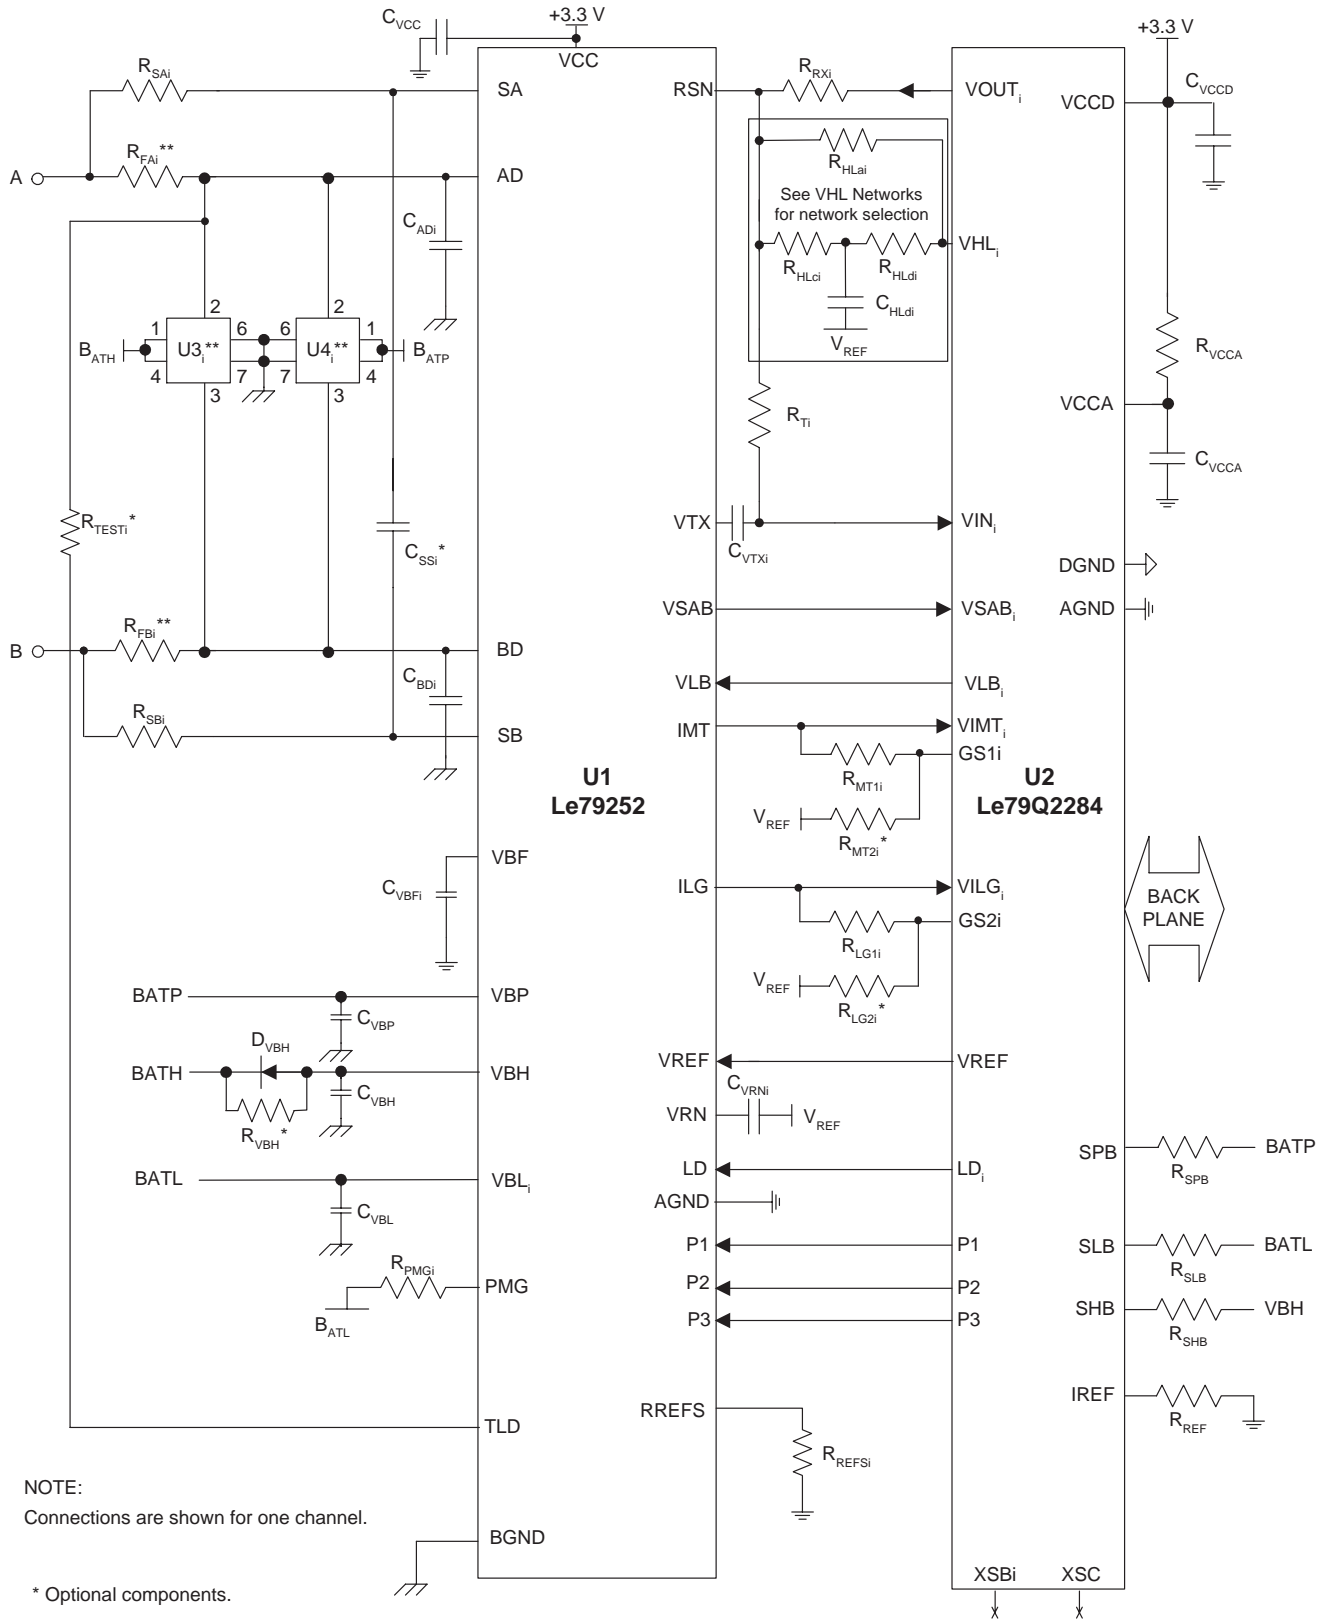 +3.3 V
C_VCC
VCC
R_SAi
SA
RSN
R_RXi
VOUT_i
+3.3 V
VCCD
C_VCCD
A
R_FAi**
AD
C_ADi
R_HLai
See VHL Networks
for network selection
VHL_i
R_HLci
R_HLdi
C_HLdi
V_REF
B_ATH
1
2
6
U3_i**
4
7
3
6
2
1
U4_i**
7
4
3
B_ATP
R_VCCA
VCCA
C_VCCA
R_Ti
R_TESTi*
C_SSi*
VTX
C_VTXi
VIN_i
DGND
VSAB
VSAB_i
AGND
B
R_FBi**
BD
C_BDi
VLB
VLB_i
R_SBi
SB
IMT
VIMT_i
R_MT1i
GS1i
U1
Le79252
U2
Le79Q2284
V_REF
R_MT2i*
VBF
C_VBFi
ILG
VILG_i
R_LG1i
GS2i
BACK
PLANE
V_REF
R_LG2i*
BATP
VBP
C_VBP
D_VBH
BATH
VBH
C_VBH
R_VBH*
VREF
VREF
C_VRNi
VRN
V_REF
SPB
R_SPB
BATP
BATL
VBL_i
C_VBL
LD
LD_i
AGND
P1
P1
SLB
R_SLB
BATL
R_PMGi
PMG
B_ATL
P2
P2
P3
P3
SHB
R_SHB
VBH
IREF
R_REF
TLD
RREFS
R_REFSi
NOTE:
Connections are shown for one channel.
BGND
* Optional components.
XSBi
XSC